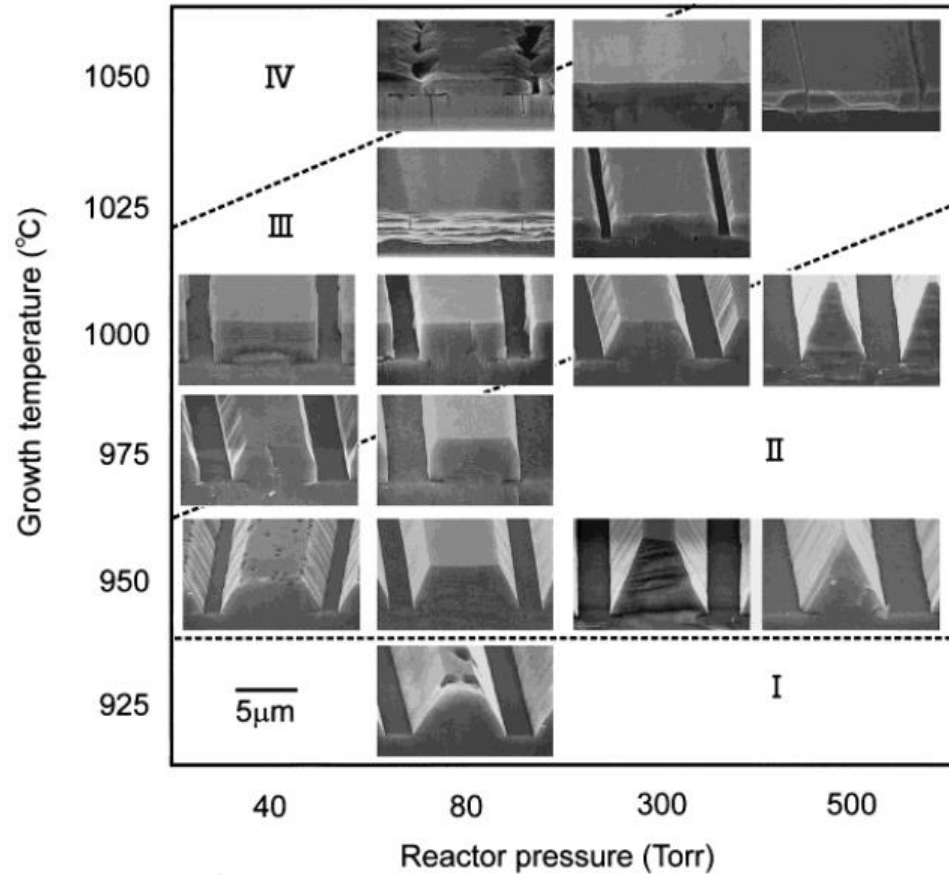 1050
1025
1000
975
950
925
Growth temperature (°C)
IV
III
II
I
5μm
40 80 300 500
Reactor pressure (Torr)